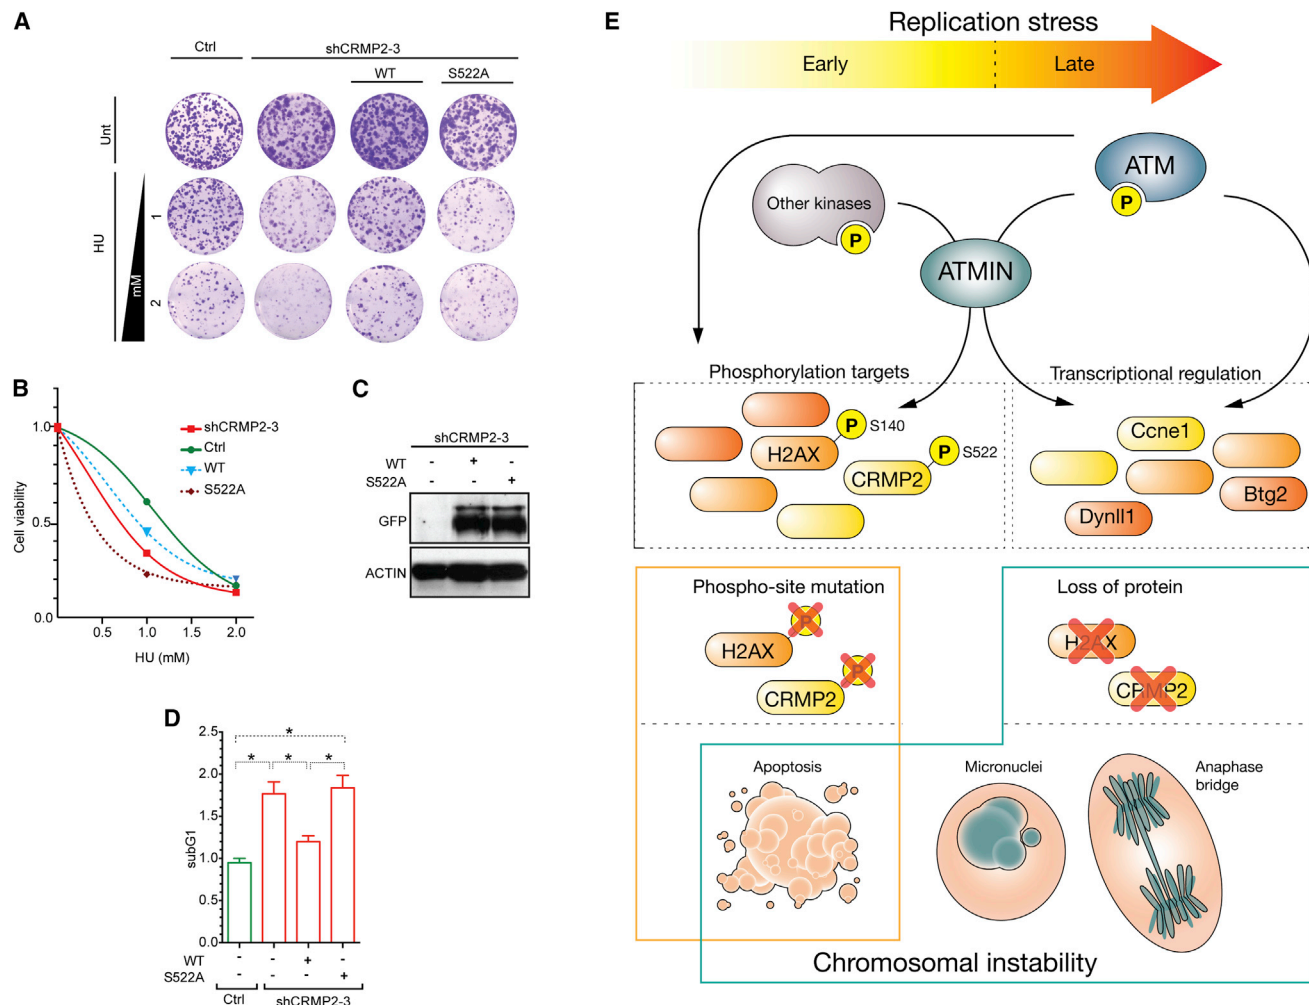 A
Ctrl
shCRMP2-3
WT
S522A
Unt
HU
mM
1
2
B
1.0
0.5
0.0
0.5
1.0
1.5
2.0
Cell viability
HU (mM)
shCRMP2-3
Ctrl
WT
S522A
C
shCRMP2-3
WT - + -
S522A - - +
GFP
ACTIN
D
2.5
2.0
1.5
1.0
0.5
0.0
subG1
* 
* * *
WT - - + -
S522A - - - +
Ctrl
shCRMP2-3
E
Replication stress
Early
Late
ATM
P
Other kinases
P
ATMIN
Phosphorylation targets
P
S140
H2AX
P
S522
CRMP2
Transcriptional regulation
Ccne1
Btg2
Dynll1
Phospho-site mutation
P
H2AX
P
CRMP2
Loss of protein
H2AX
CRMP2
Apoptosis
Micronuclei
Anaphase
bridge
Chromosomal instability